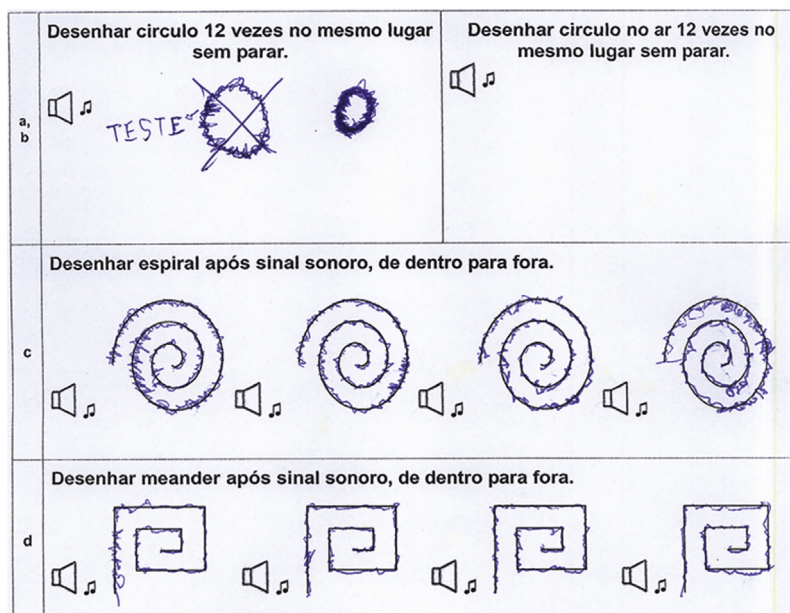 Desenhar circulo 12 vezes no mesmo lugar
sem parar.
Desenhar circulo no ar 12 vezes no
mesmo lugar sem parar.
a,
b
TESTE
Desenhar espiral após sinal sonoro, de dentro para fora.
c
Desenhar meander após sinal sonoro, de dentro para fora.
d